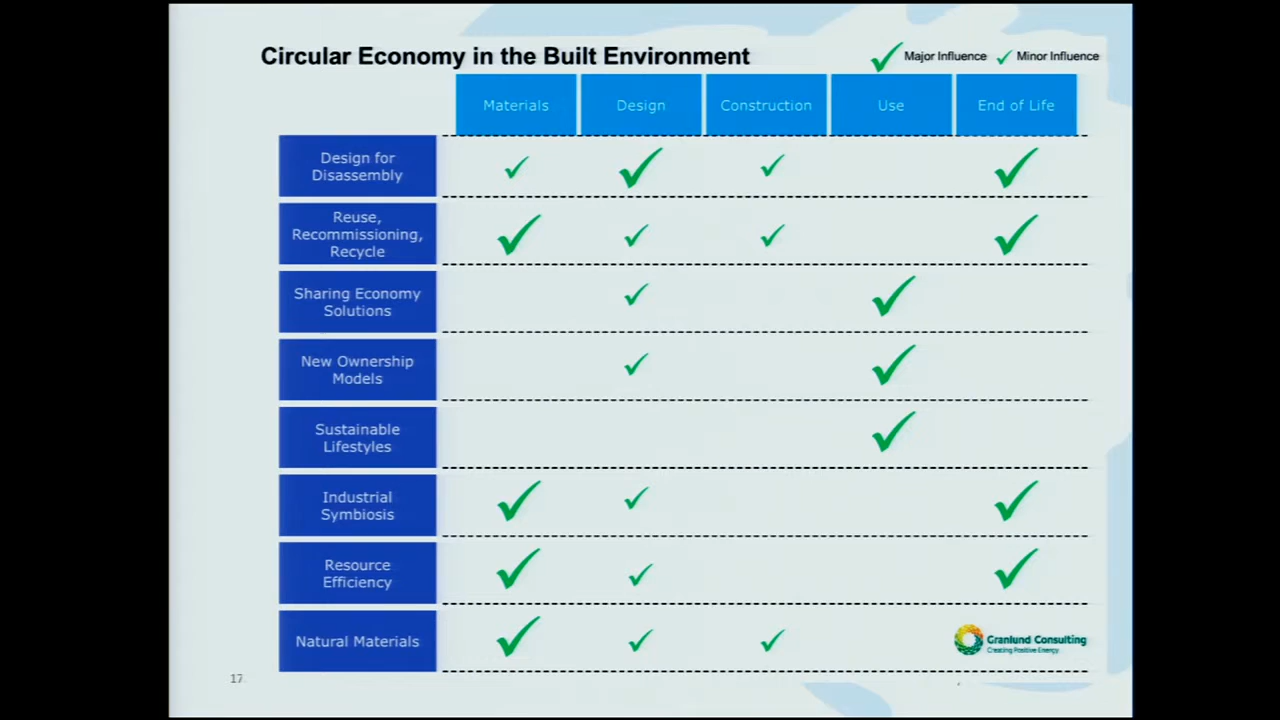 Circular Economy in the Built Environment
Major Influence
Minor Influence
Materials
Design
Construction
Use
End of Life
Design for
Disassembly
Reuse,
Recommissioning,
Recycle
Sharing Economy
Solutions
New Ownership
Models
Sustainable
Lifestyles
Industrial
Symbiosis
Resource
Efficiency
Natural Materials
Granlund Consulting
Creating Positive Energy
17